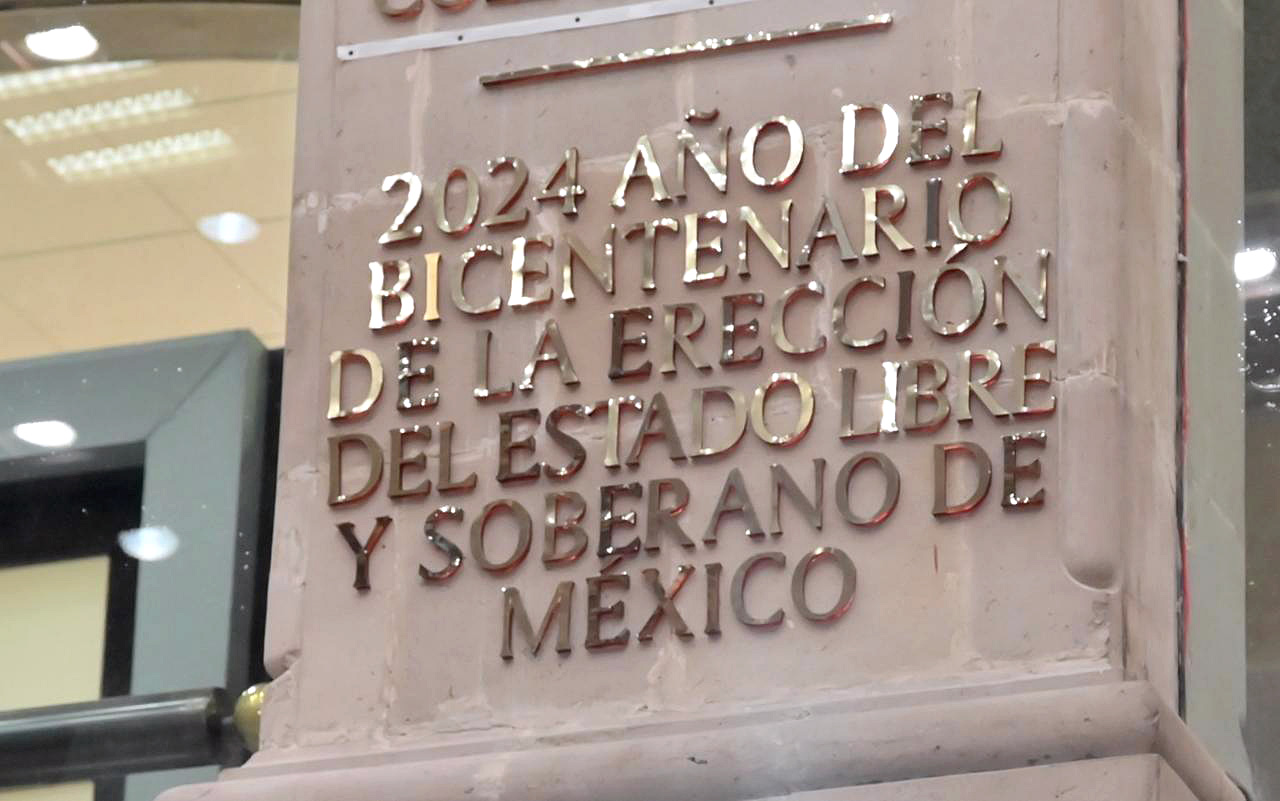 2024 AÑO DEL
BICENTENARIO
DE LA ERECCIÓN
DEL ESTADO LIBRE
Y SOBERANO DE
MÉXICO